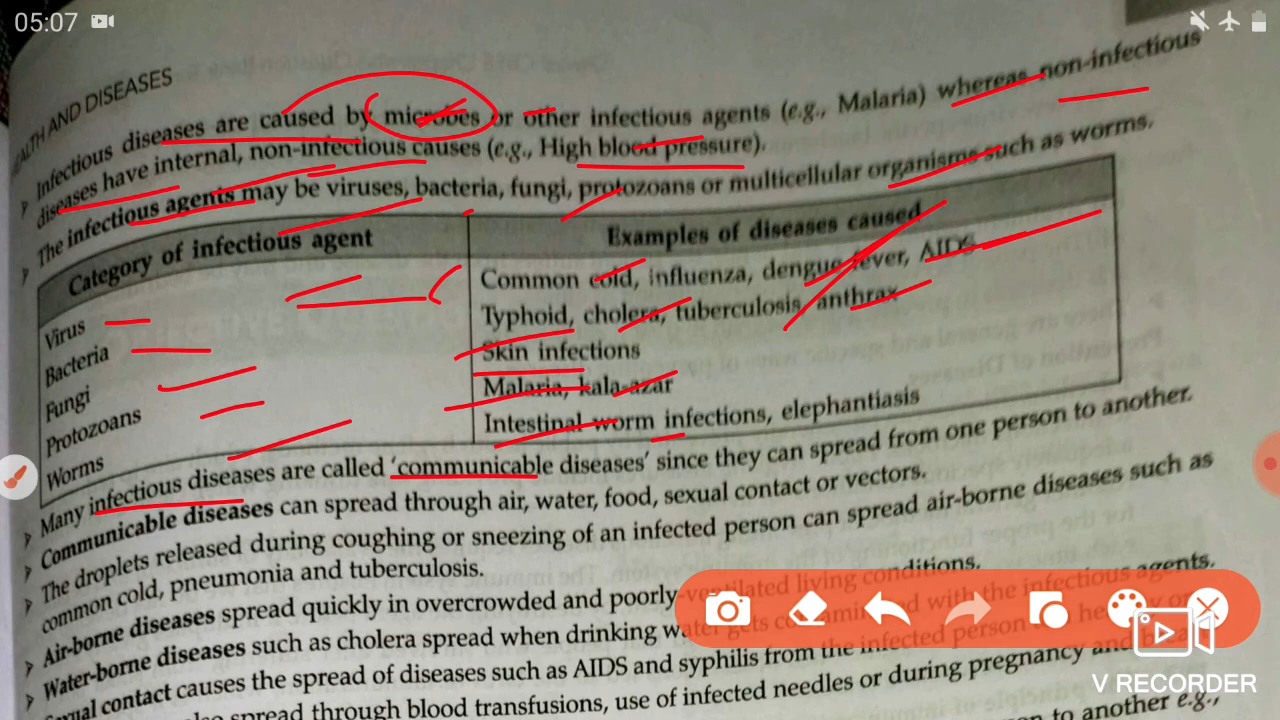 05:07
EALTH AND DISEASES
Infectious diseases are caused by microbes or other infectious agents (e.g., Malaria) whereas non-infectious
diseases have internal, non-infectious causes (e.g., High blood pressure).
The infectious agents may be viruses, bacteria, fungi, protozoans or multicellular organisms such as worms.
Category of infectious agent Examples of diseases caused
Virus Common cold, influenza, dengue fever, AIDS
Bacteria Typhoid, cholera, tuberculosis, anthrax
Fungi Skin infections
Protozoans Malaria, kala-azar
Worms Intestinal worm infections, elephantiasis
Many infectious diseases are called 'communicable diseases' since they can spread from one person to another.
Communicable diseases can spread through air, water, food, sexual contact or vectors.
The droplets released during coughing or sneezing of an infected person can spread air-borne diseases such as
common cold, pneumonia and tuberculosis.
Air-borne diseases spread quickly in overcrowded and poorly-ventilated living conditions.
Water-borne diseases such as cholera spread when drinking water gets contaminated with the infectious agents.
contact causes the spread of diseases such as AIDS and syphilis from the infected person
spread through blood transfusions, use of infected needles or during pregnancy and
to another e.g.,
V RECORDER